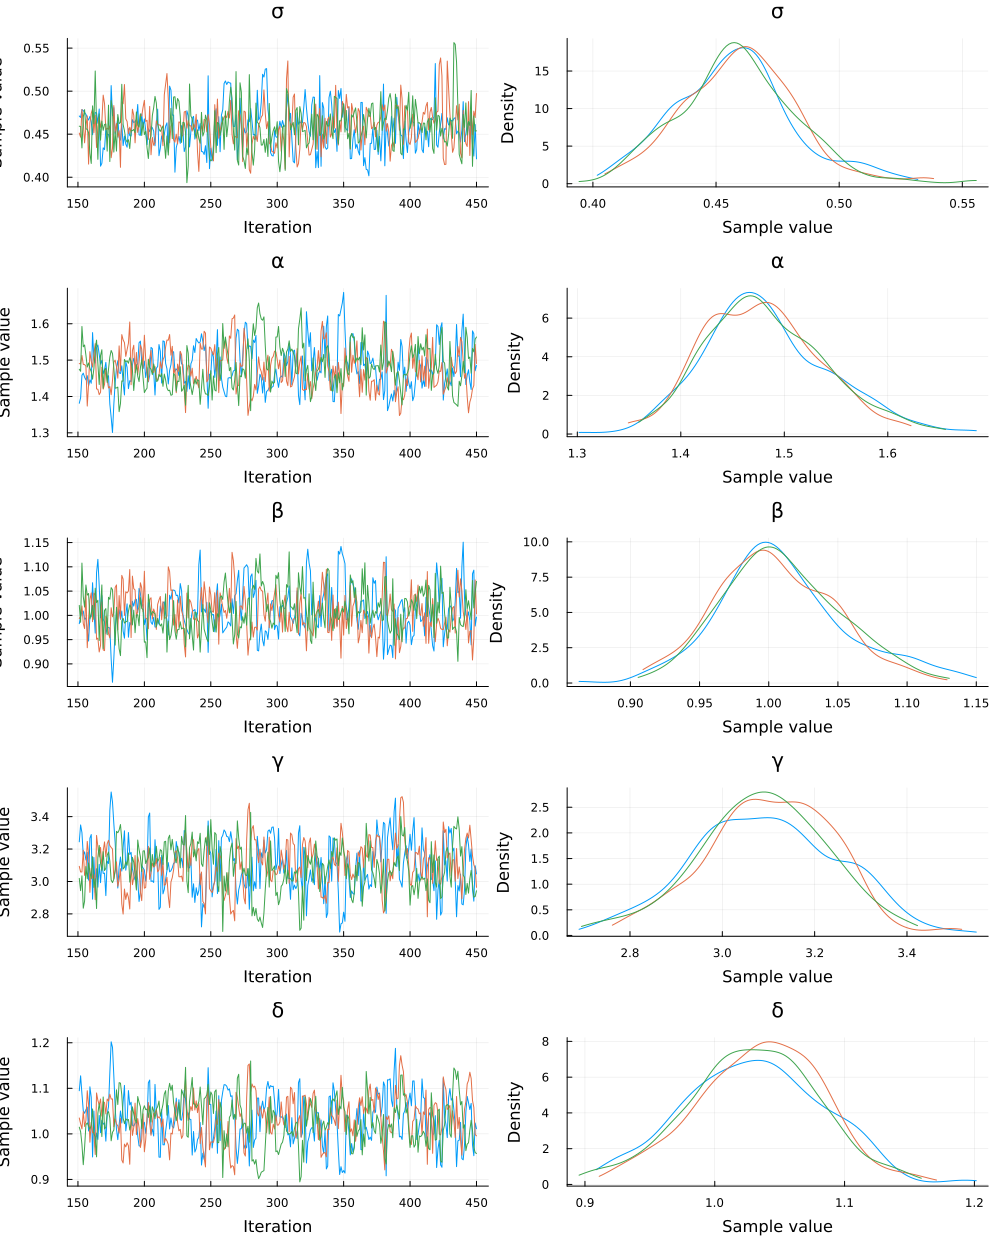 σ σ
Sample value
0.55
0.50
0.45
0.40
150 200 250 300 350 400 450
Iteration
Density
15
10
5
0
0.40 0.45 0.50 0.55
Sample value
α α
Sample value
1.6
1.5
1.4
1.3
150 200 250 300 350 400 450
Iteration
Density
6
4
2
0
1.3 1.4 1.5 1.6
Sample value
β β
Sample value
1.15
1.10
1.05
1.00
0.95
0.90
150 200 250 300 350 400 450
Iteration
Density
10.0
7.5
5.0
2.5
0.0
0.90 0.95 1.00 1.05 1.10 1.15
Sample value
γ γ
Sample value
3.4
3.2
3.0
2.8
150 200 250 300 350 400 450
Iteration
Density
2.5
2.0
1.5
1.0
0.5
0.0
2.8 3.0 3.2 3.4
Sample value
δ δ
Sample value
1.2
1.1
1.0
0.9
150 200 250 300 350 400 450
Iteration
Density
8
6
4
2
0
0.9 1.0 1.1 1.2
Sample value